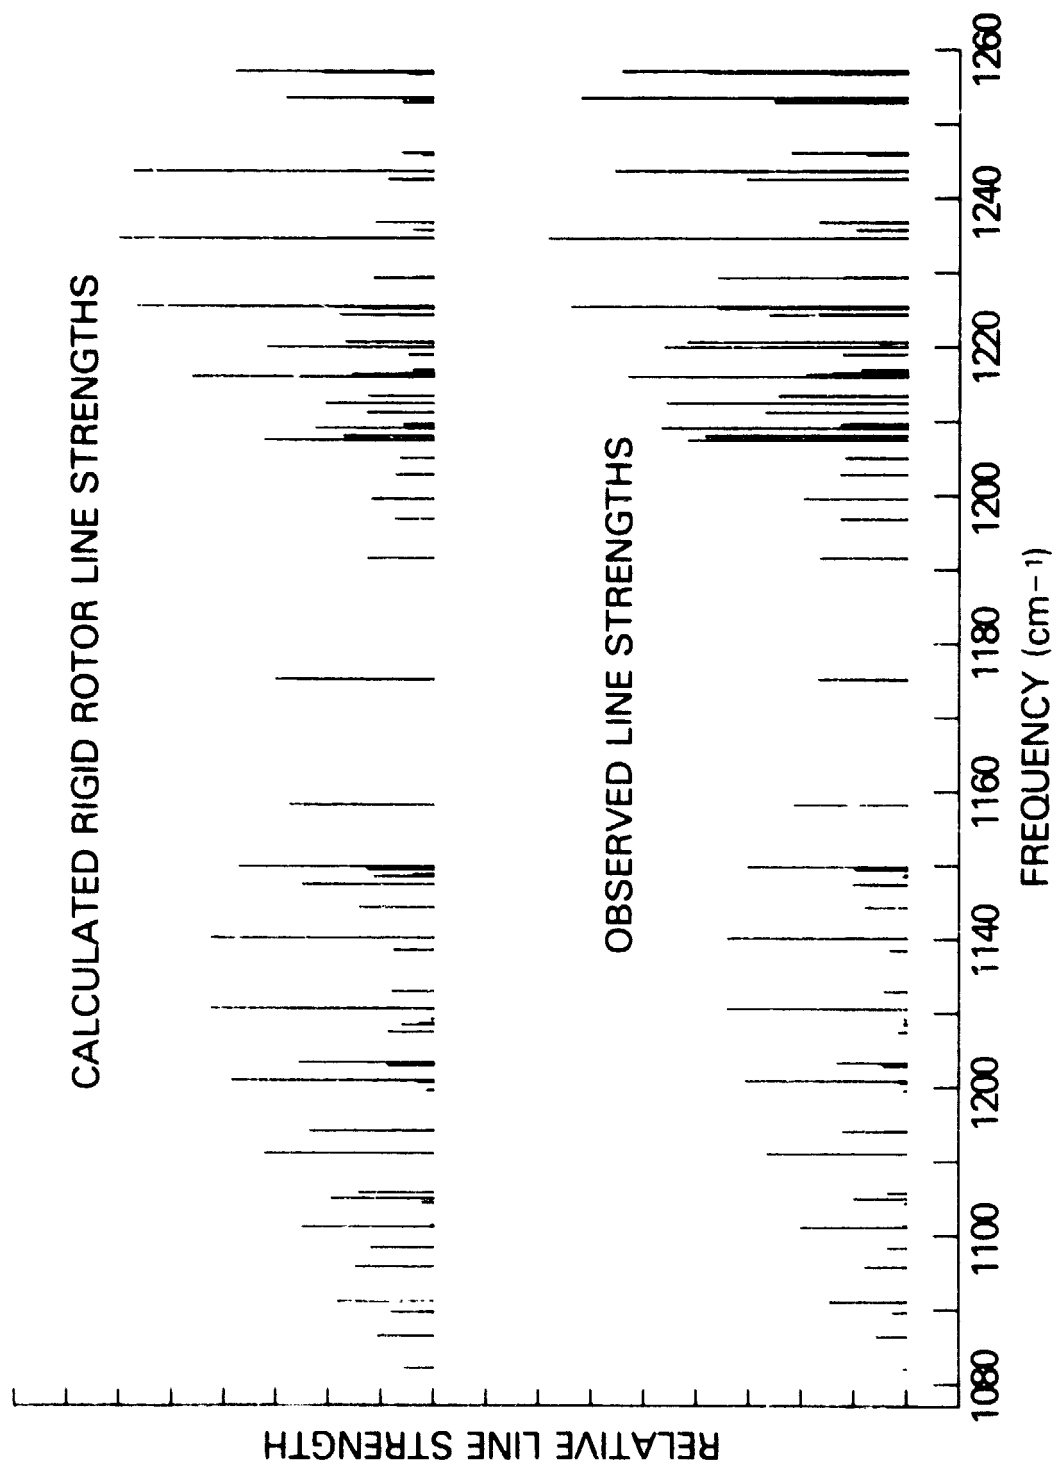 CALCULATED RIGID ROTOR LINE STRENGTHS
OBSERVED LINE STRENGTHS
RELATIVE LINE STRENGTH
1080
1100
1200
1140
1160
1180
1200
1220
1240
1260
FREQUENCY (cm−1)